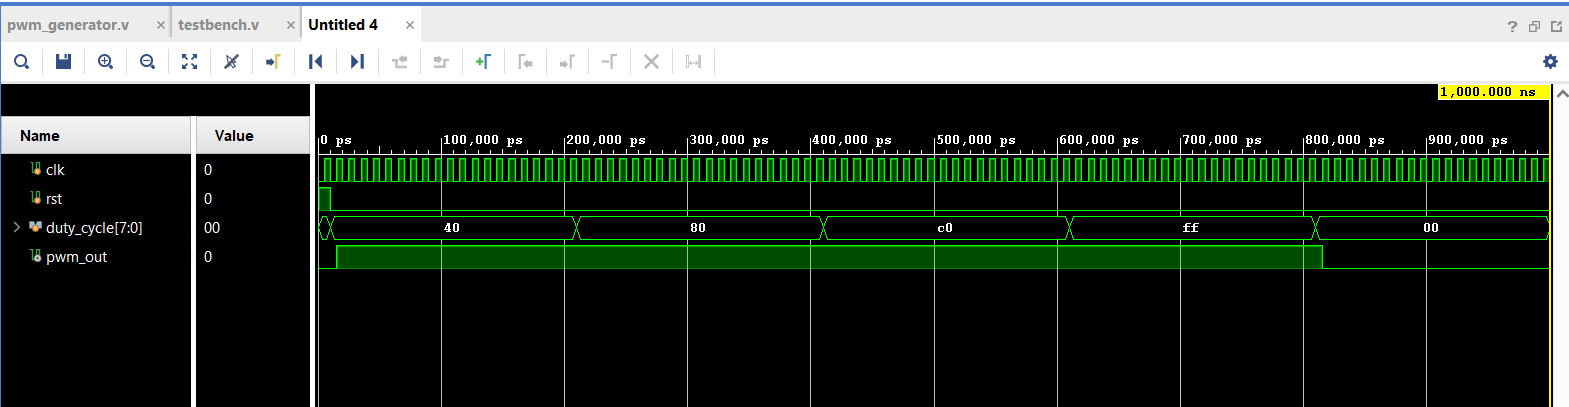 pwm_generator.v × testbench.v × Untitled 4 ×
?
1,000.000 ns
Name Value
0 ps 100,000 ps 200,000 ps 300,000 ps 400,000 ps 500,000 ps 600,000 ps 700,000 ps 800,000 ps 900,000 ps
clk 0
rst 0
duty_cycle[7:0] 00 40 80 c0 ff 00
pwm_out 0